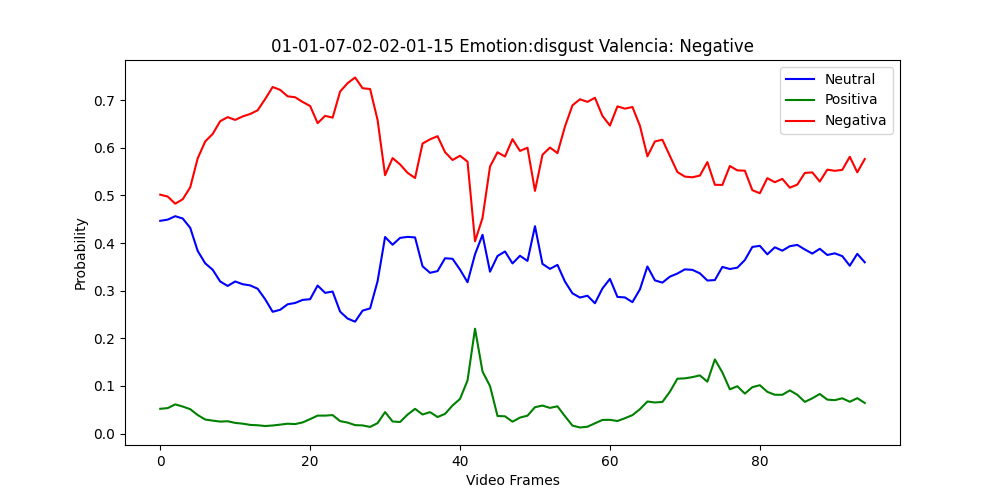 01-01-07-02-02-01-15 Emotion:disgust Valencia: Negative
Neutral
Positiva
Negativa
Probability
0.7
0.6
0.5
0.4
0.3
0.2
0.1
0.0
0 20 40 60 80
Video Frames